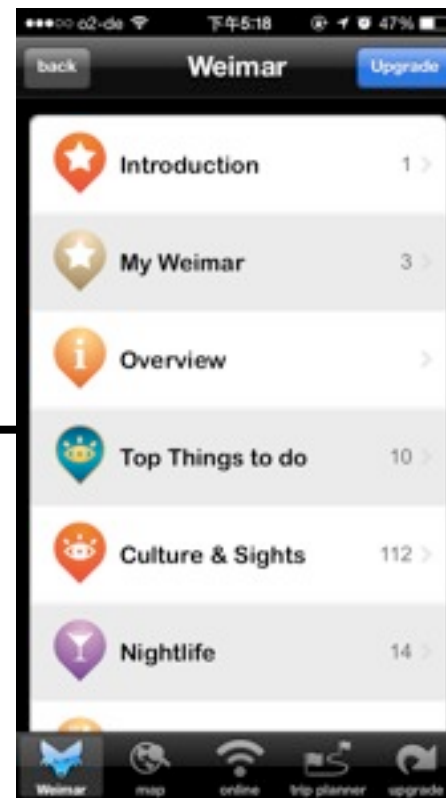 o2-de 下午5:18 47%
back Weimar Upgrade
Introduction 1
My Weimar 3
Overview
Top Things to do 10
Culture & Sights 112
Nightlife 14
Weimar map online trip planner upgrade